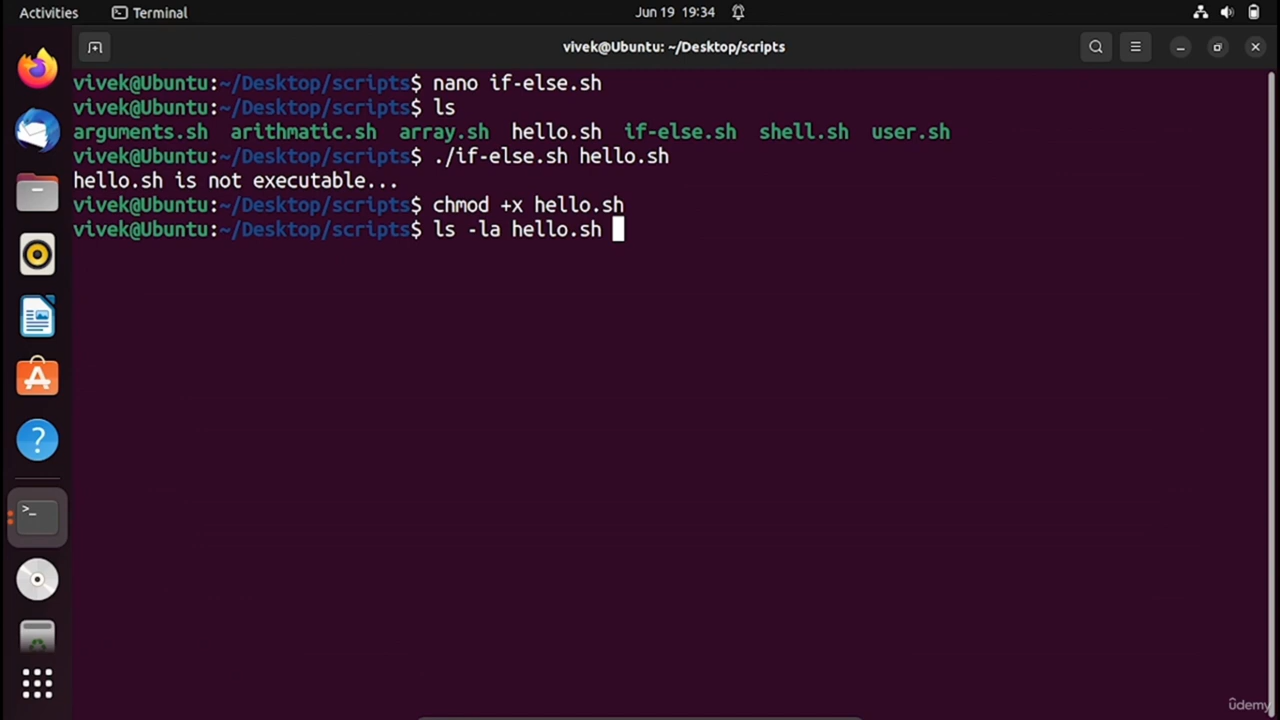 Activities Terminal Jun 19 19:34
vivek@Ubuntu: ~/Desktop/scripts
vivek@Ubuntu:~/Desktop/scripts$ nano if-else.sh
vivek@Ubuntu:~/Desktop/scripts$ ls
arguments.sh arithmatic.sh array.sh hello.sh if-else.sh shell.sh user.sh
vivek@Ubuntu:~/Desktop/scripts$ ./if-else.sh hello.sh
hello.sh is not executable...
vivek@Ubuntu:~/Desktop/scripts$ chmod +x hello.sh
vivek@Ubuntu:~/Desktop/scripts$ ls -la hello.sh
udemy